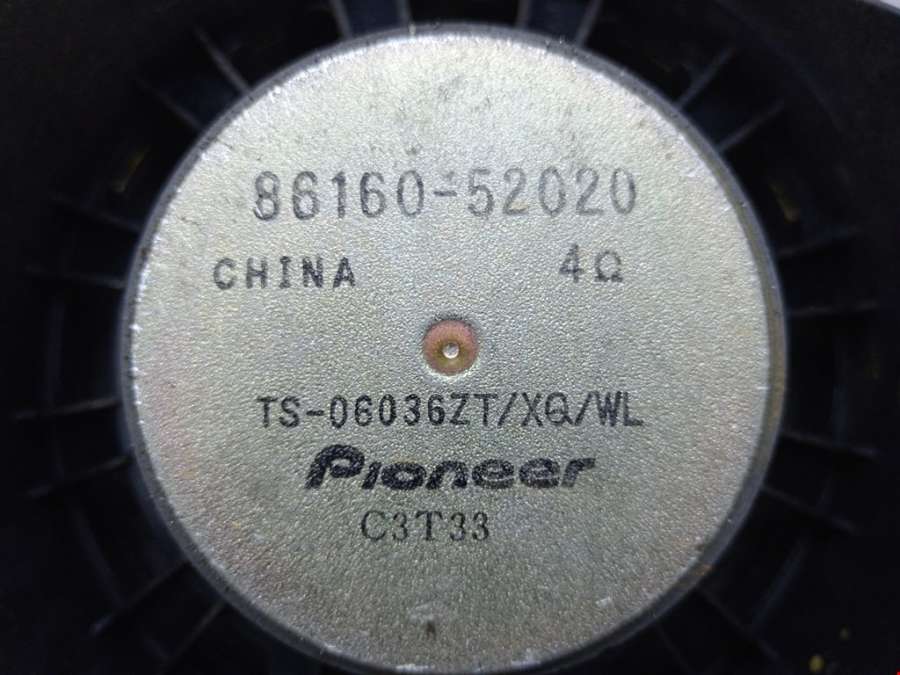 86160-52020
CHINA 4Ω
TS-06036ZT/XQ/WL
Pioneer
C3T33